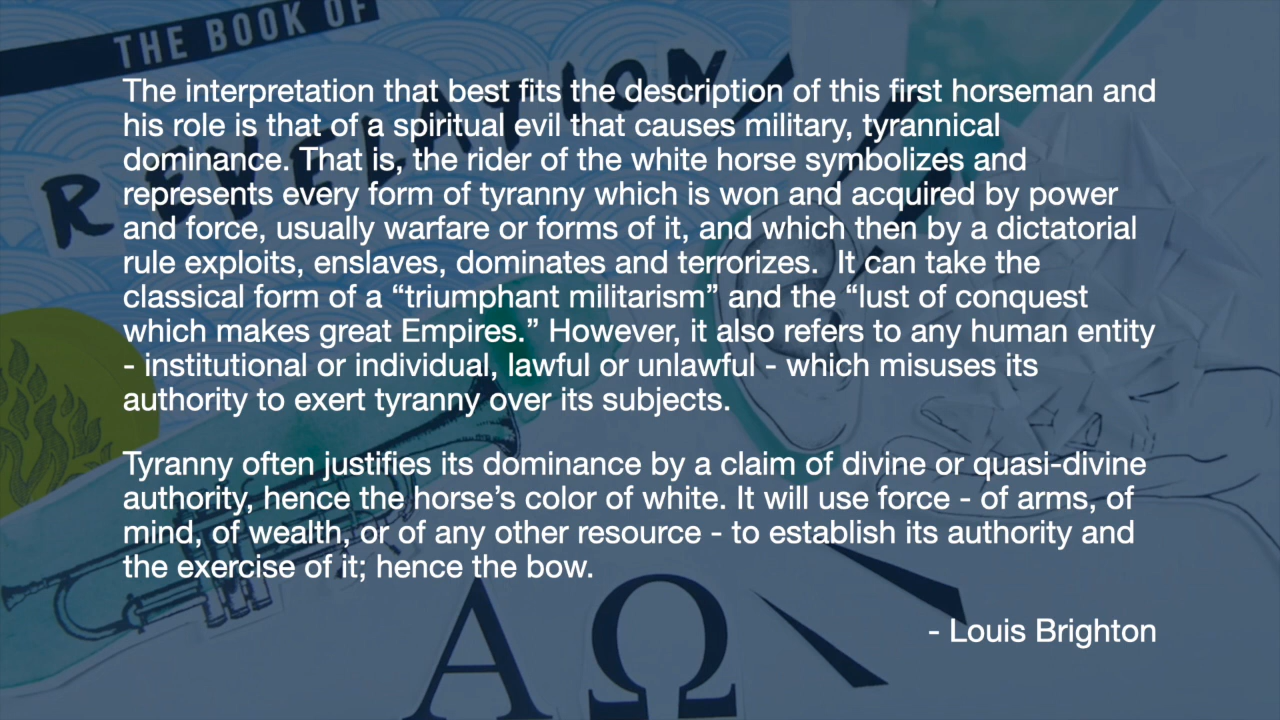 THE BOOK OF
REVELATION
The interpretation that best fits the description of this first horseman and
his role is that of a spiritual evil that causes military, tyrannical
dominance. That is, the rider of the white horse symbolizes and
represents every form of tyranny which is won and acquired by power
and force, usually warfare or forms of it, and which then by a dictatorial
rule exploits, enslaves, dominates and terrorizes.  It can take the
classical form of a “triumphant militarism” and the “lust of conquest
which makes great Empires.” However, it also refers to any human entity
- institutional or individual, lawful or unlawful - which misuses its
authority to exert tyranny over its subjects.
Tyranny often justifies its dominance by a claim of divine or quasi-divine
authority, hence the horse’s color of white. It will use force - of arms, of
mind, of wealth, or of any other resource - to establish its authority and
the exercise of it; hence the bow.
- Louis Brighton
ΑΩ